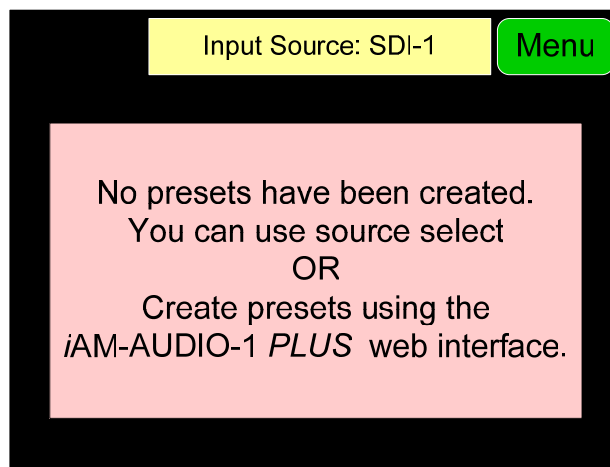 Input Source: SDI-1
Menu
No presets have been created.
You can use source select
OR
Create presets using the
iAM-AUDIO-1 PLUS web interface.